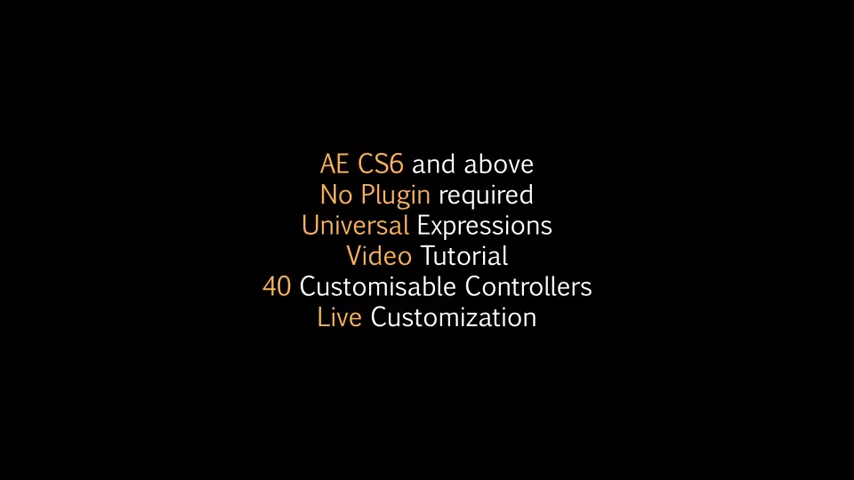 AE CS6 and above
No Plugin required
Universal Expressions
Video Tutorial
40 Customisable Controllers
Live Customization